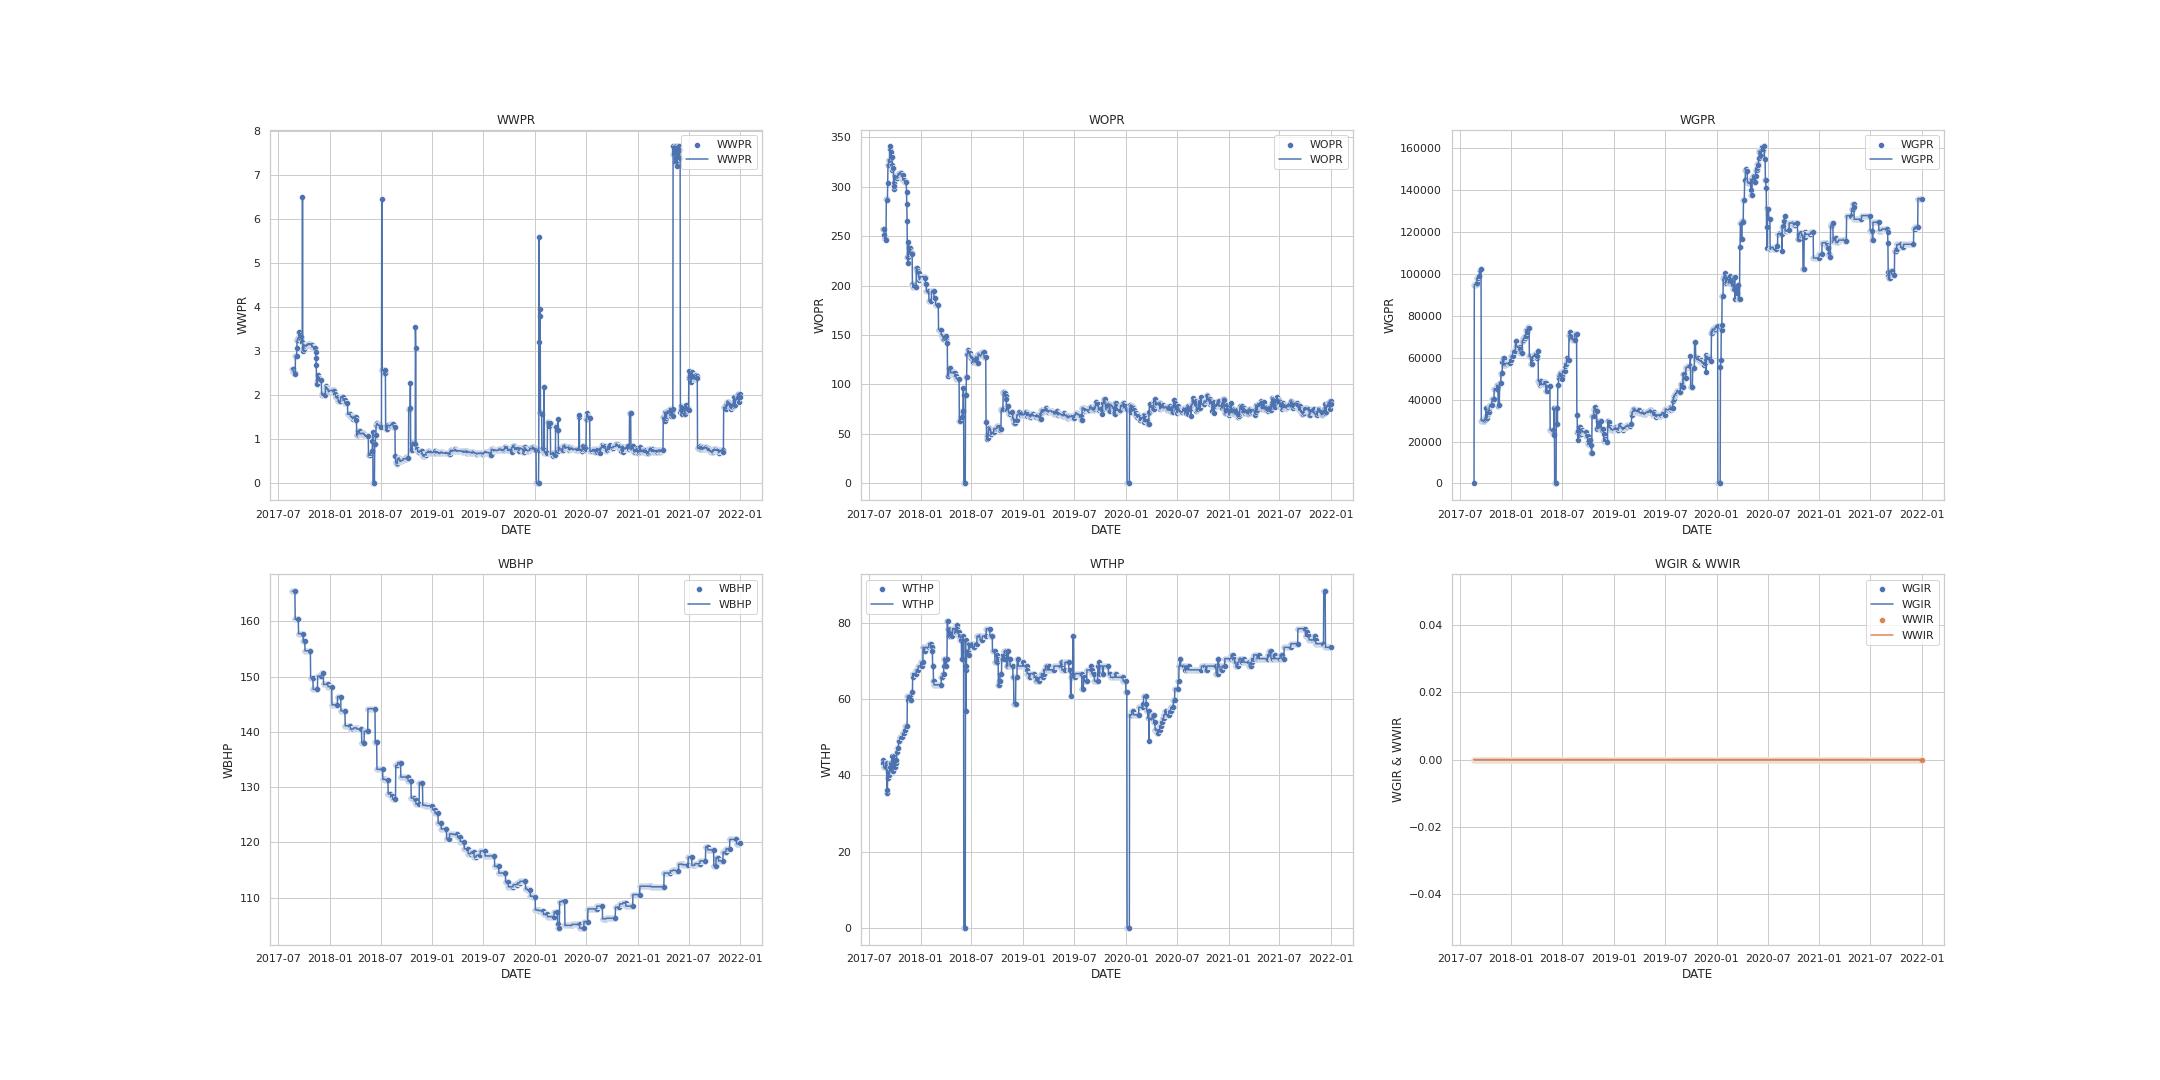 WWPR
8
7
6
5
4
3
2
1
0
WWPR
WWPR
WWPR
2017-07 2018-01 2018-07 2019-01 2019-07 2020-01 2020-07 2021-01 2021-07 2022-01
DATE
WOPR
350
300
250
200
150
100
50
0
WOPR
WOPR
WOPR
2017-07 2018-01 2018-07 2019-01 2019-07 2020-01 2020-07 2021-01 2021-07 2022-01
DATE
WGPR
160000
140000
120000
100000
80000
60000
40000
20000
0
WGPR
WGPR
WGPR
2017-07 2018-01 2018-07 2019-01 2019-07 2020-01 2020-07 2021-01 2021-07 2022-01
DATE
WBHP
160
150
140
130
120
110
WBHP
WBHP
WBHP
2017-07 2018-01 2018-07 2019-01 2019-07 2020-01 2020-07 2021-01 2021-07 2022-01
DATE
WTHP
80
60
40
20
0
WTHP
WTHP
WTHP
2017-07 2018-01 2018-07 2019-01 2019-07 2020-01 2020-07 2021-01 2021-07 2022-01
DATE
WGIR & WWIR
0.04
0.02
0.00
−0.02
−0.04
WGIR & WWIR
WGIR
WGIR
WWIR
WWIR
2017-07 2018-01 2018-07 2019-01 2019-07 2020-01 2020-07 2021-01 2021-07 2022-01
DATE